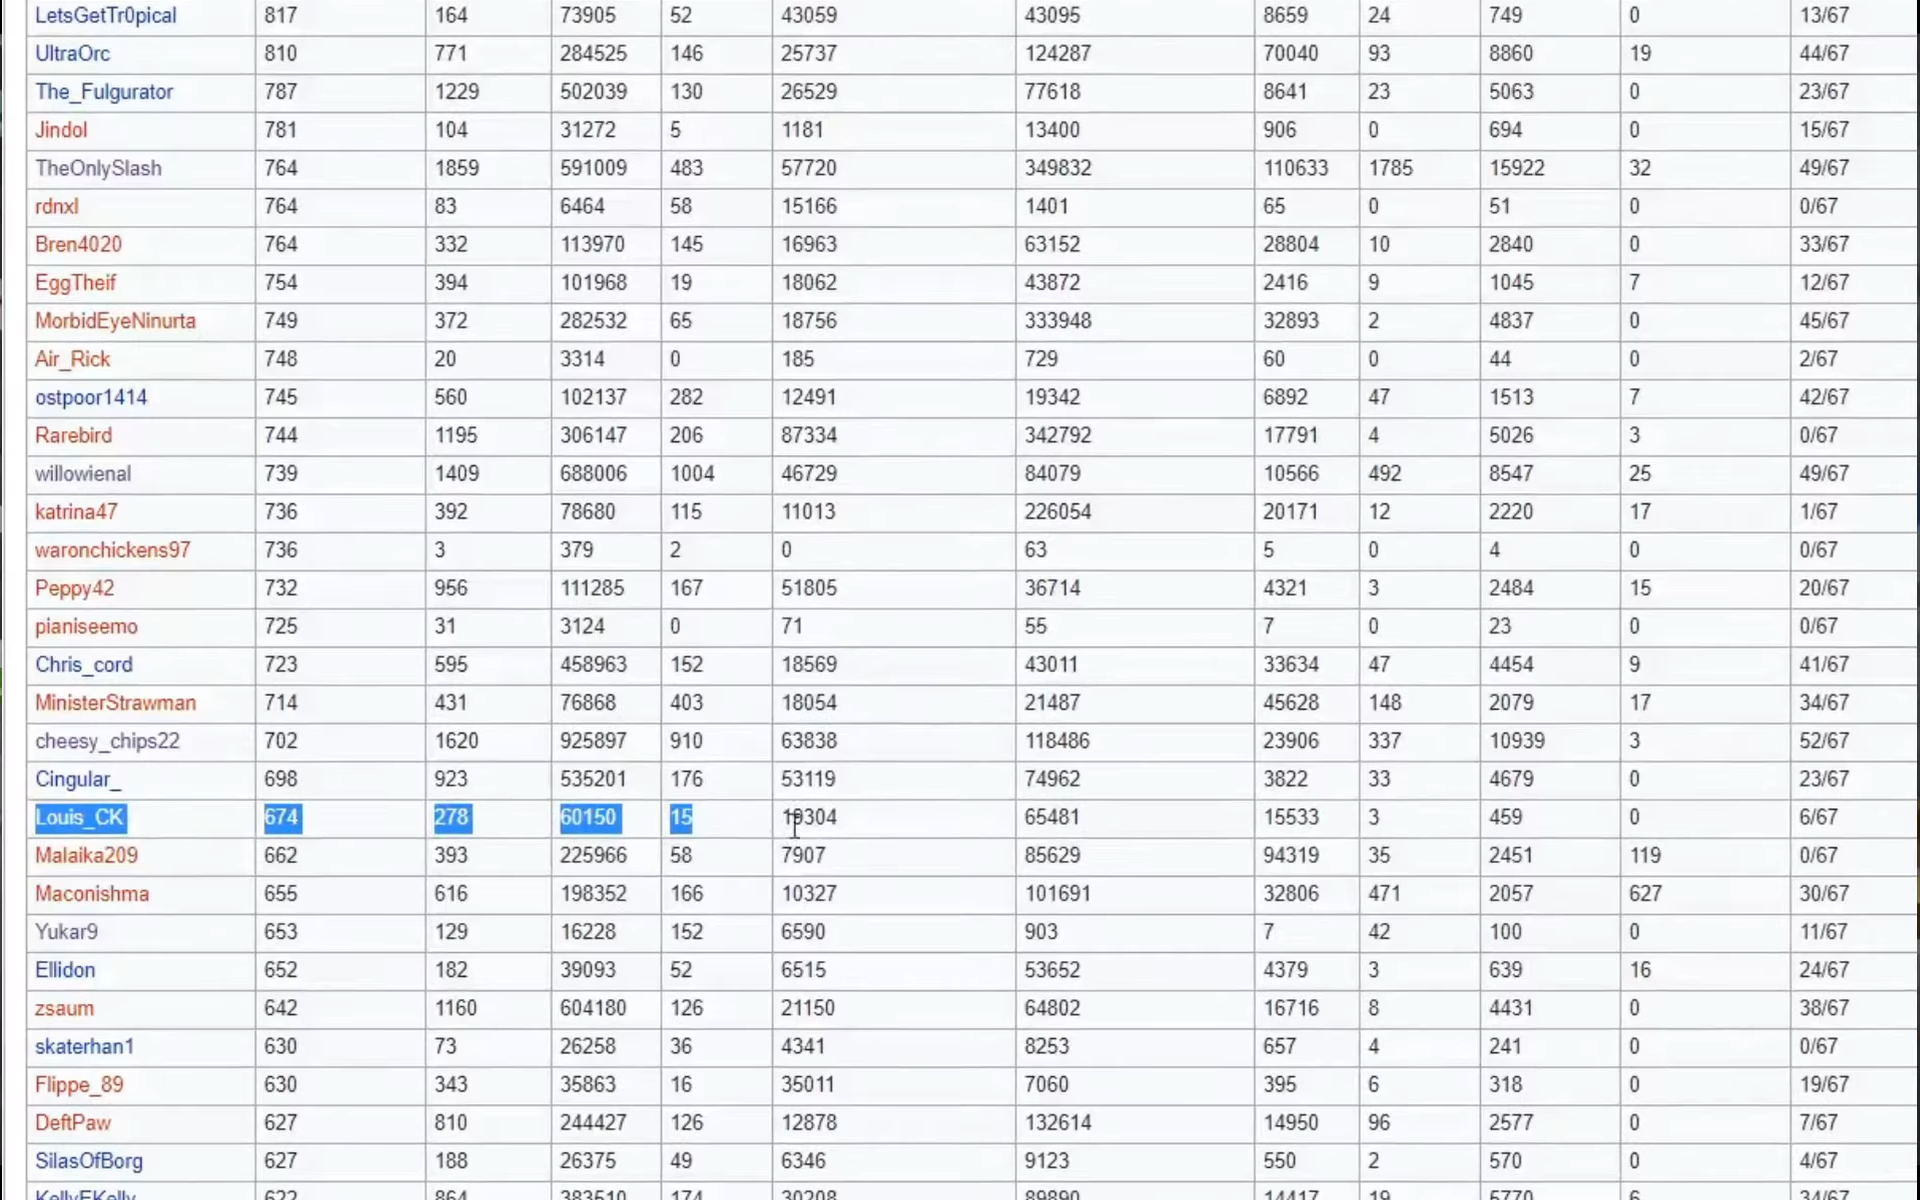 LetsGetTr0pical 817 164 73905 52 43059 43095 8659 24 749 0 13/67
UltraOrc 810 771 284525 146 25737 124287 70040 93 8860 19 44/67
The_Fulgurator 787 1229 502039 130 26529 77618 8641 23 5063 0 23/67
Jindol 781 104 31272 5 1181 13400 906 0 694 0 15/67
TheOnlySlash 764 1859 591009 483 57720 349832 110633 1785 15922 32 49/67
rdnxl 764 83 6464 58 15166 1401 65 0 51 0 0/67
Bren4020 764 332 113970 145 16963 63152 28804 10 2840 0 33/67
EggTheif 754 394 101968 19 18062 43872 2416 9 1045 7 12/67
MorbidEyeNinurta 749 372 282532 65 18756 333948 32893 2 4837 0 45/67
Air_Rick 748 20 3314 0 185 729 60 0 44 0 2/67
ostpoor1414 745 560 102137 282 12491 19342 6892 47 1513 7 42/67
Rarebird 744 1195 306147 206 87334 342792 17791 4 5026 3 0/67
willowienal 739 1409 688006 1004 46729 84079 10566 492 8547 25 49/67
katrina47 736 392 78680 115 11013 226054 20171 12 2220 17 1/67
waronchickens97 736 3 379 2 0 63 5 0 4 0 0/67
Peppy42 732 956 111285 167 51805 36714 4321 3 2484 15 20/67
pianiseemo 725 31 3124 0 71 55 7 0 23 0 0/67
Chris_cord 723 595 458963 152 18569 43011 33634 47 4454 9 41/67
MinisterStrawman 714 431 76868 403 18054 21487 45628 148 2079 17 34/67
cheesy_chips22 702 1620 925897 910 63838 118486 23906 337 10939 3 52/67
Cingular_ 698 923 535201 176 53119 74962 3822 33 4679 0 23/67
Louis_CK 674 278 60150 15 19304 65481 15533 3 459 0 6/67
Malaika209 662 393 225966 58 7907 85629 94319 35 2451 119 0/67
Maconishma 655 616 198352 166 10327 101691 32806 471 2057 627 30/67
Yukar9 653 129 16228 152 6590 903 7 42 100 0 11/67
Ellidon 652 182 39093 52 6515 53652 4379 3 639 16 24/67
zsaum 642 1160 604180 126 21150 64802 16716 8 4431 0 38/67
skaterhan1 630 73 26258 36 4341 8253 657 4 241 0 0/67
Flippe_89 630 343 35863 16 35011 7060 395 6 318 0 19/67
DeftPaw 627 810 244427 126 12878 132614 14950 96 2577 0 7/67
SilasOfBorg 627 188 26375 49 6346 9123 550 2 570 0 4/67
KellyEKelly 622 864 383510 174 30208 89890 14417 19 5770 6 34/67